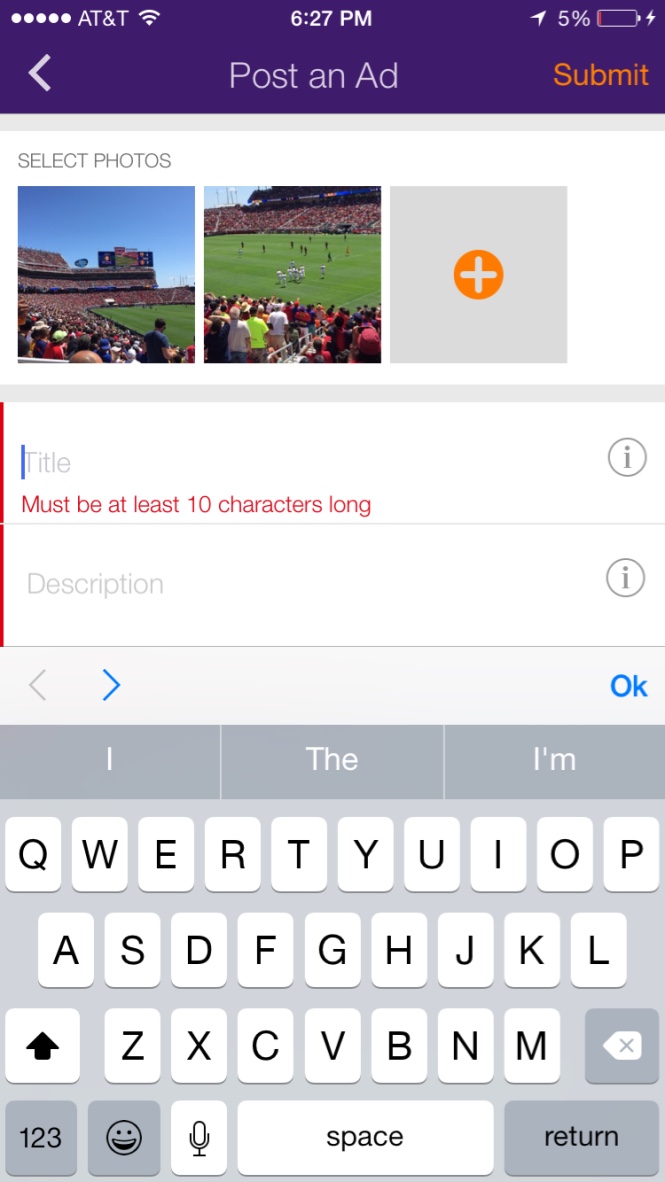 AT&T 6:27 PM 5%
Post an Ad Submit
SELECT PHOTOS
Title
Must be at least 10 characters long
Description
Ok
I The I'm
Q W E R T Y U I O P
A S D F G H J K L
Z X C V B N M
123 space return